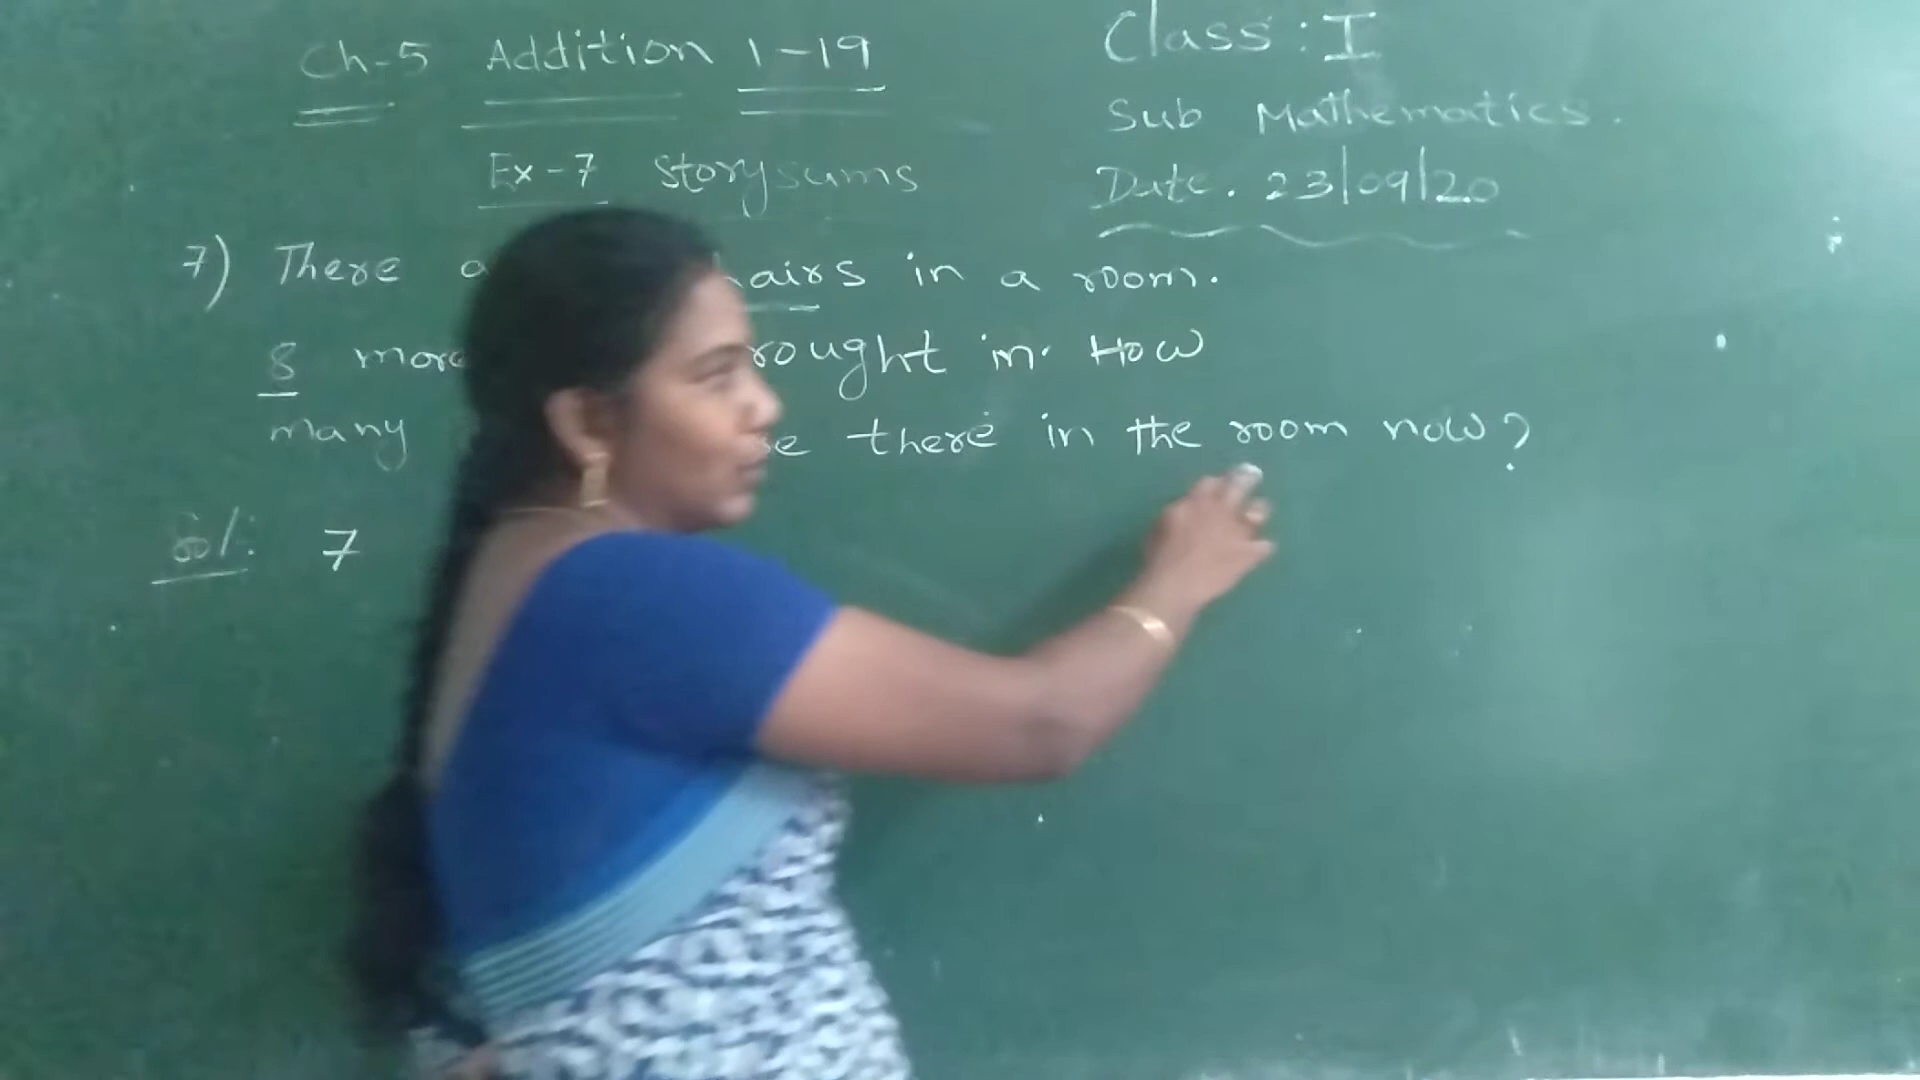 Ch-5 Addition 1-19
Class : I
Sub Mathematics.
Ex-7 Storysums
Date. 23/09/20
7) There a hairs in a room.
8 more rought in. How
many e there in the room now?
Sol: 7